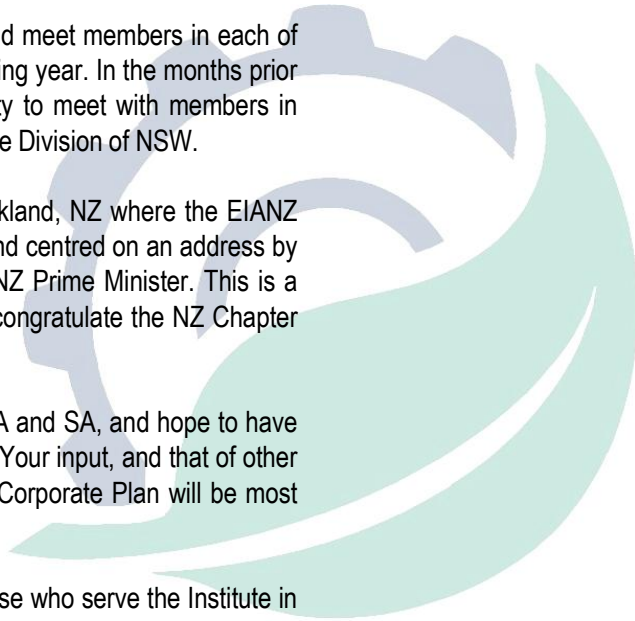 d meet members in each of
ing year. In the months prior
ty to meet with members in
e Division of NSW.
kland, NZ where the EIANZ
nd centred on an address by
NZ Prime Minister. This is a
congratulate the NZ Chapter
A and SA, and hope to have
Your input, and that of other
Corporate Plan will be most
se who serve the Institute in